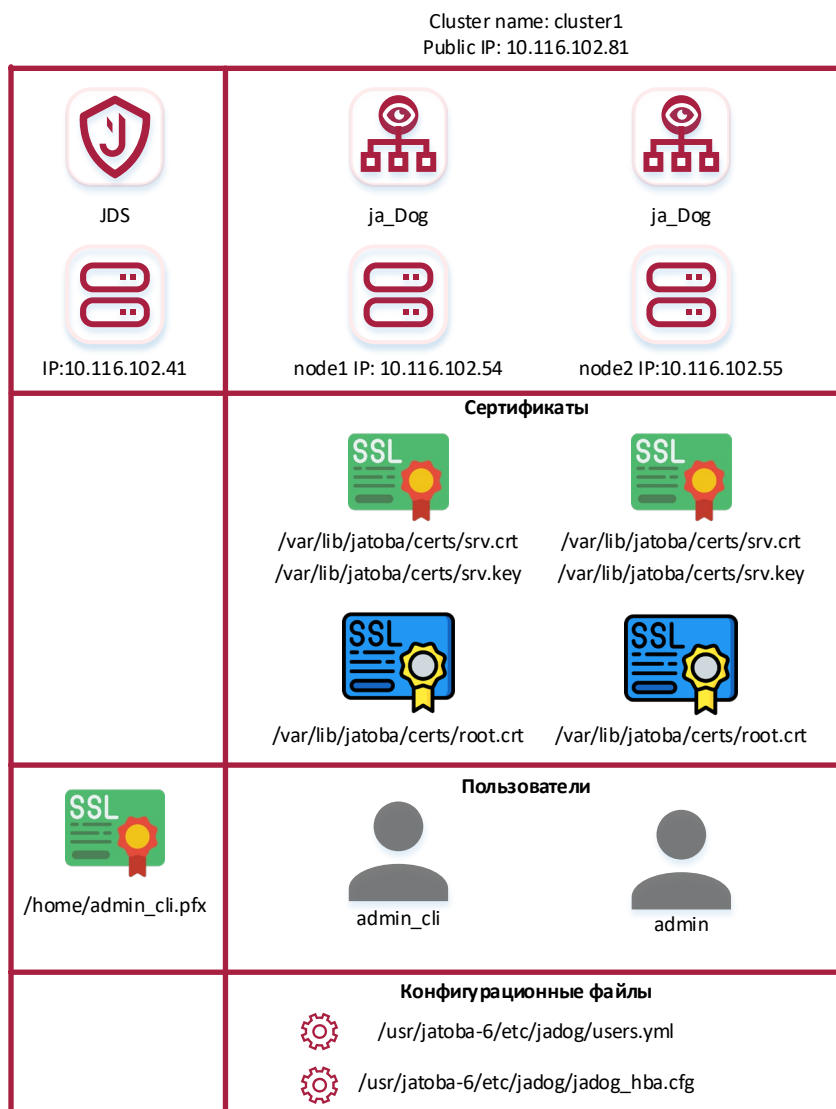 Cluster name: cluster1
Public IP: 10.116.102.81
JDS
ja_Dog
ja_Dog
IP:10.116.102.41
node1 IP: 10.116.102.54
node2 IP:10.116.102.55
Сертификаты
SSL
SSL
/var/lib/jatoba/certs/srv.crt
/var/lib/jatoba/certs/srv.crt
/var/lib/jatoba/certs/srv.key
/var/lib/jatoba/certs/srv.key
SSL
SSL
/var/lib/jatoba/certs/root.crt
/var/lib/jatoba/certs/root.crt
Пользователи
SSL
/home/admin_cli.pfx
admin_cli
admin
Конфигурационные файлы
/usr/jatoba-6/etc/jadog/users.yml
/usr/jatoba-6/etc/jadog/jadog_hba.cfg